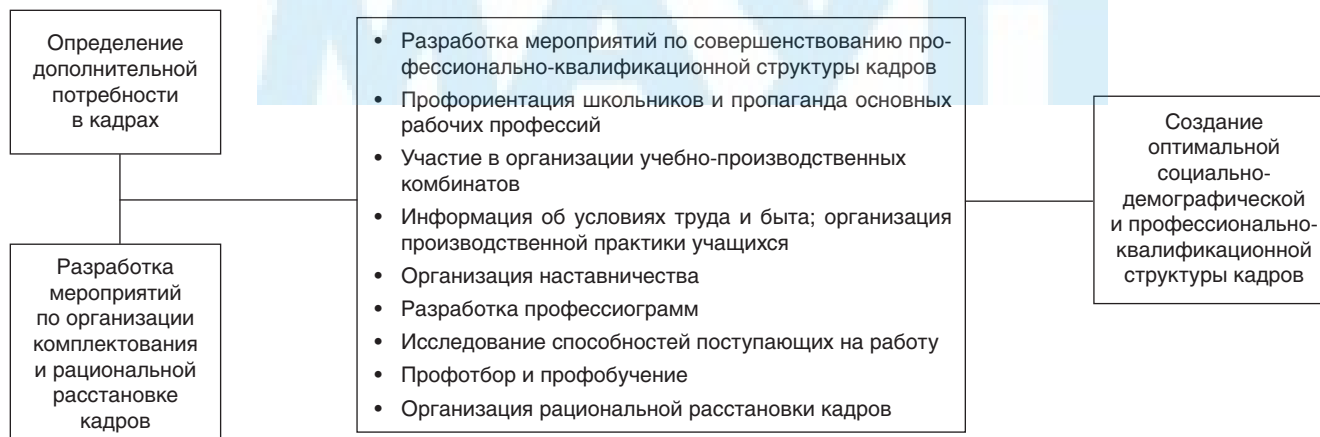 Определение
дополнительной
потребности
в кадрах
Разработка
мероприятий
по организации
комплектования
и рациональной
расстановке
кадров
• Разработка мероприятий по совершенствованию про-
фессионально-квалификационной структуры кадров
• Профориентация школьников и пропаганда основных
рабочих профессий
• Участие в организации учебно-производственных
комбинатов
• Информация об условиях труда и быта; организация
производственной практики учащихся
• Организация наставничества
• Разработка профессиограмм
• Исследование способностей поступающих на работу
• Профотбор и профобучение
• Организация рациональной расстановки кадров
Создание
оптимальной
социально-
демографической
и профессионально-
квалификационной
структуры кадров